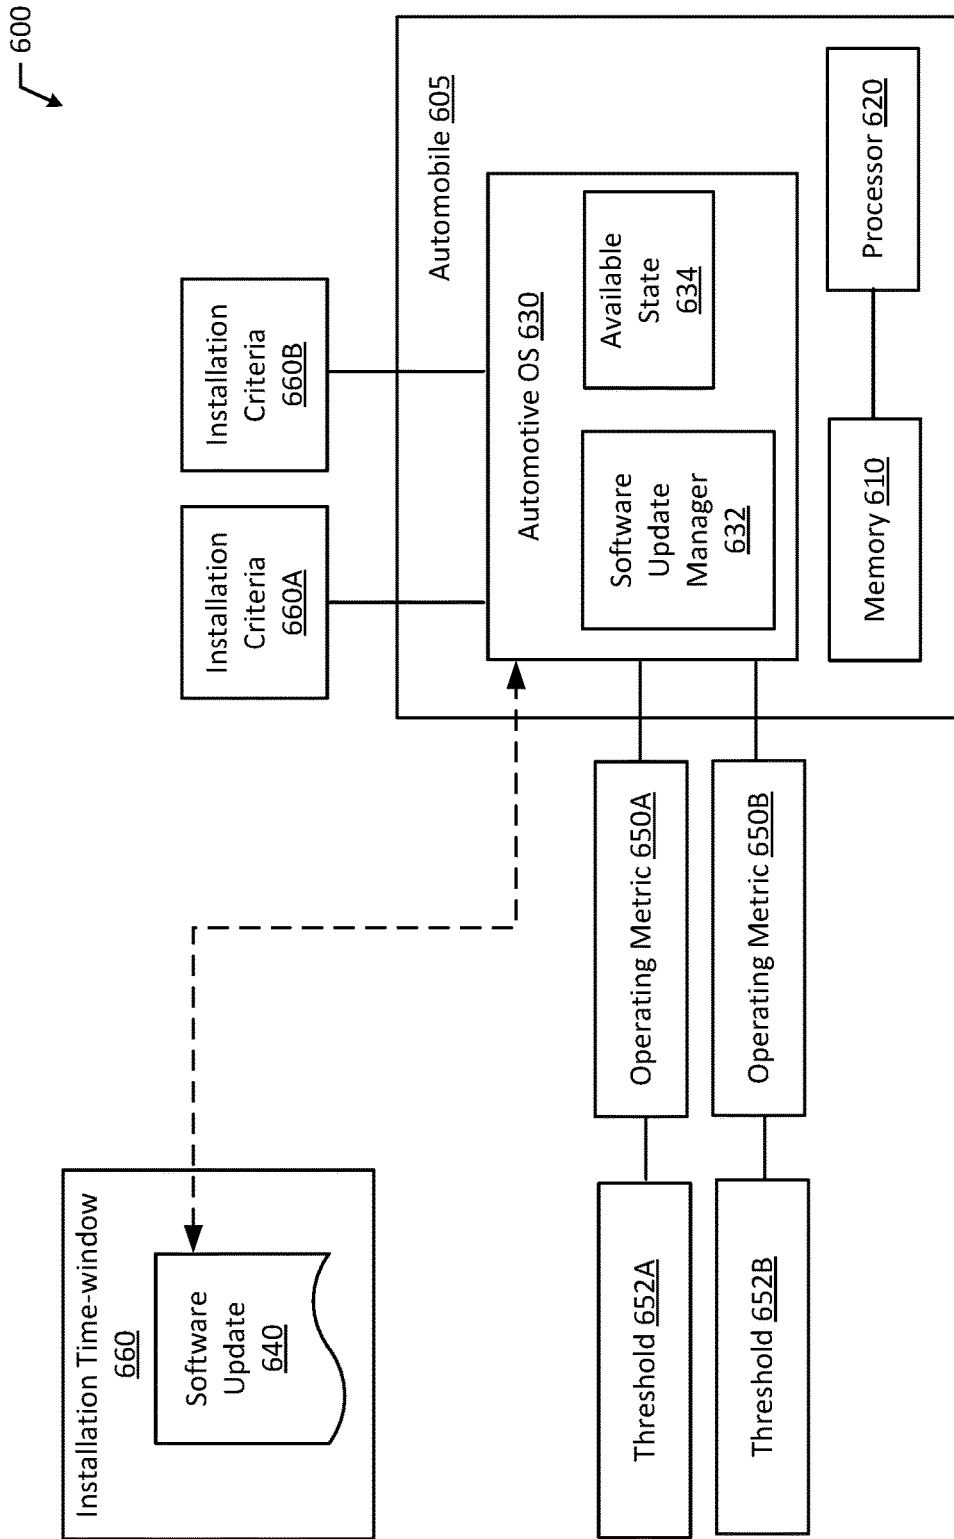 600
Installation Time-window
660
Software
Update
640
Installation
Criteria
660A
Installation
Criteria
660B
Automobile 605
Automotive OS 630
Software
Update
Manager
632
Available
State
634
Memory 610
Processor 620
Threshold 652A
Operating Metric 650A
Threshold 652B
Operating Metric 650B